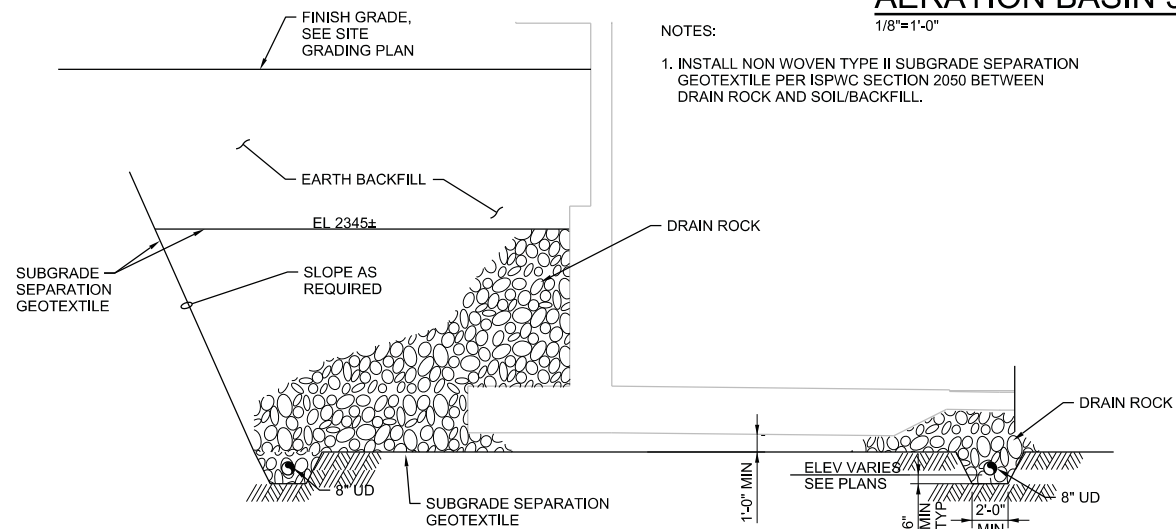 AERATION BASIN
1/8"=1'-0"
NOTES:
1. INSTALL NON WOVEN TYPE II SUBGRADE SEPARATION
GEOTEXTILE PER ISPWC SECTION 2050 BETWEEN
DRAIN ROCK AND SOIL/BACKFILL.
FINISH GRADE,
SEE SITE
GRADING PLAN
EARTH BACKFILL
EL 2345±
DRAIN ROCK
SUBGRADE
SEPARATION
GEOTEXTILE
SLOPE AS
REQUIRED
DRAIN ROCK
8" UD
SUBGRADE SEPARATION
GEOTEXTILE
1'-0" MIN
ELEV VARIES
SEE PLANS
6"
MIN
TYP
2'-0"
MIN
8" UD